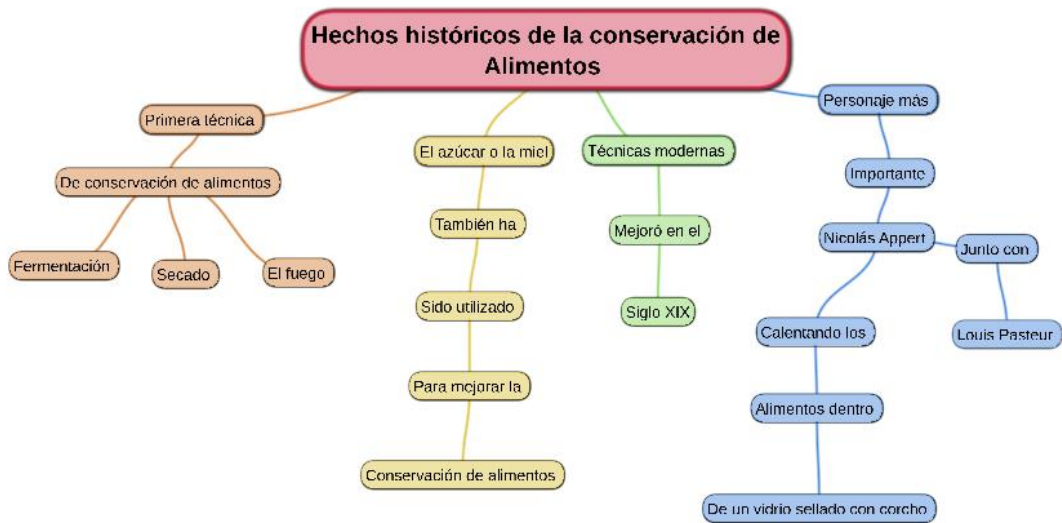 Hechos históricos de la conservación de
Alimentos
Primera técnica
De conservación de alimentos
Fermentación
Secado
El fuego
El azúcar o la miel
También ha
Sido utilizado
Para mejorar la
Conservación de alimentos
Técnicas modernas
Mejoró en el
Siglo XIX
Personaje más
Importante
Nicolás Appert
Junto con
Louis Pasteur
Calentando los
Alimentos dentro
De un vidrio sellado con corcho